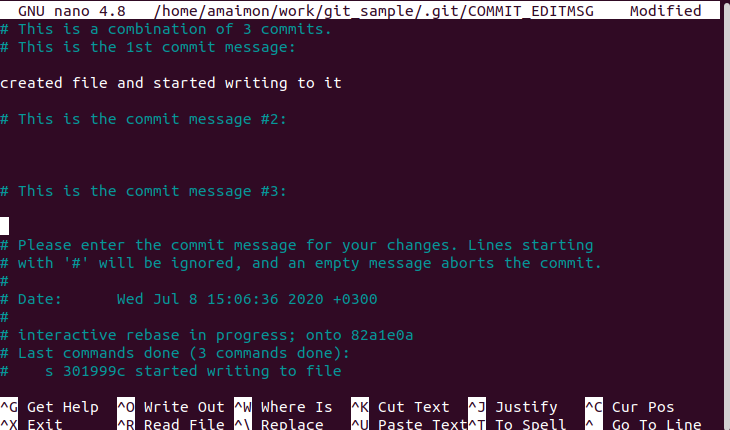 GNU nano 4.8 /home/amaimon/work/git_sample/.git/COMMIT_EDITMSG Modified
# This is a combination of 3 commits.
# This is the 1st commit message:
created file and started writing to it
# This is the commit message #2:
# This is the commit message #3:
# Please enter the commit message for your changes. Lines starting
# with '#' will be ignored, and an empty message aborts the commit.
#
# Date: Wed Jul 8 15:06:36 2020 +0300
#
# interactive rebase in progress; onto 82a1e0a
# Last commands done (3 commands done):
# s 301999c started writing to file
^G Get Help ^O Write Out ^W Where Is ^K Cut Text ^J Justify ^C Cur Pos
^X Exit ^R Read File ^\ Replace ^U Paste Text ^T To Spell ^_ Go To Line